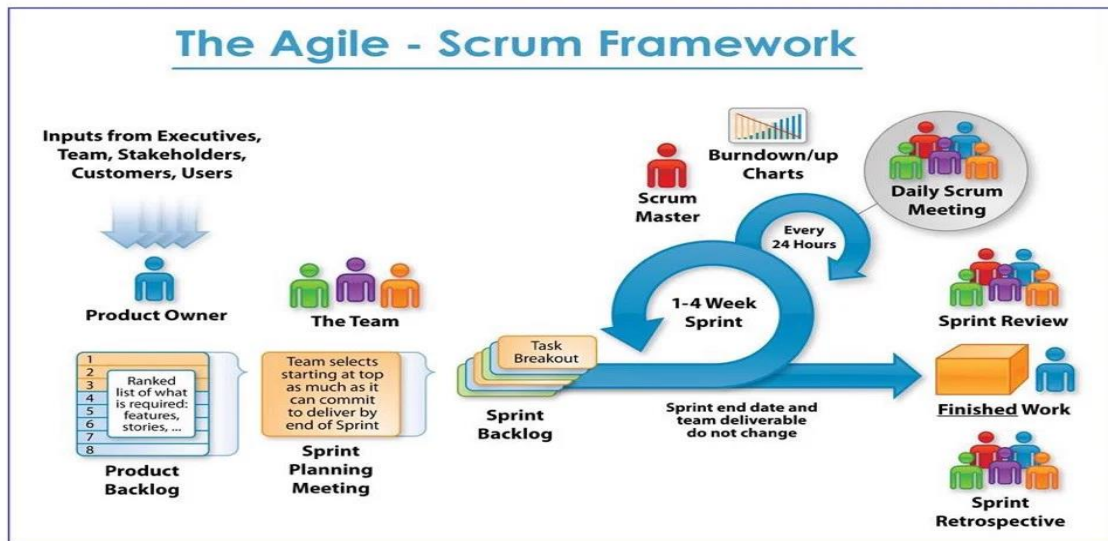 The Agile - Scrum Framework
Inputs from Executives,
Team, Stakeholders,
Customers, Users
Product Owner
The Team
1
2
3
4
5
6
7
8
Ranked
list of what
is required:
features,
stories, ...
Product
Backlog
Team selects
starting at top
as much as it
can commit
to deliver by
end of Sprint
Sprint
Planning
Meeting
Task
Breakout
Sprint
Backlog
Scrum
Master
Burndown/up
Charts
Every
24 Hours
Daily Scrum
Meeting
1-4 Week
Sprint
Sprint end date and
team deliverable
do not change
Sprint Review
Finished Work
Sprint
Retrospective